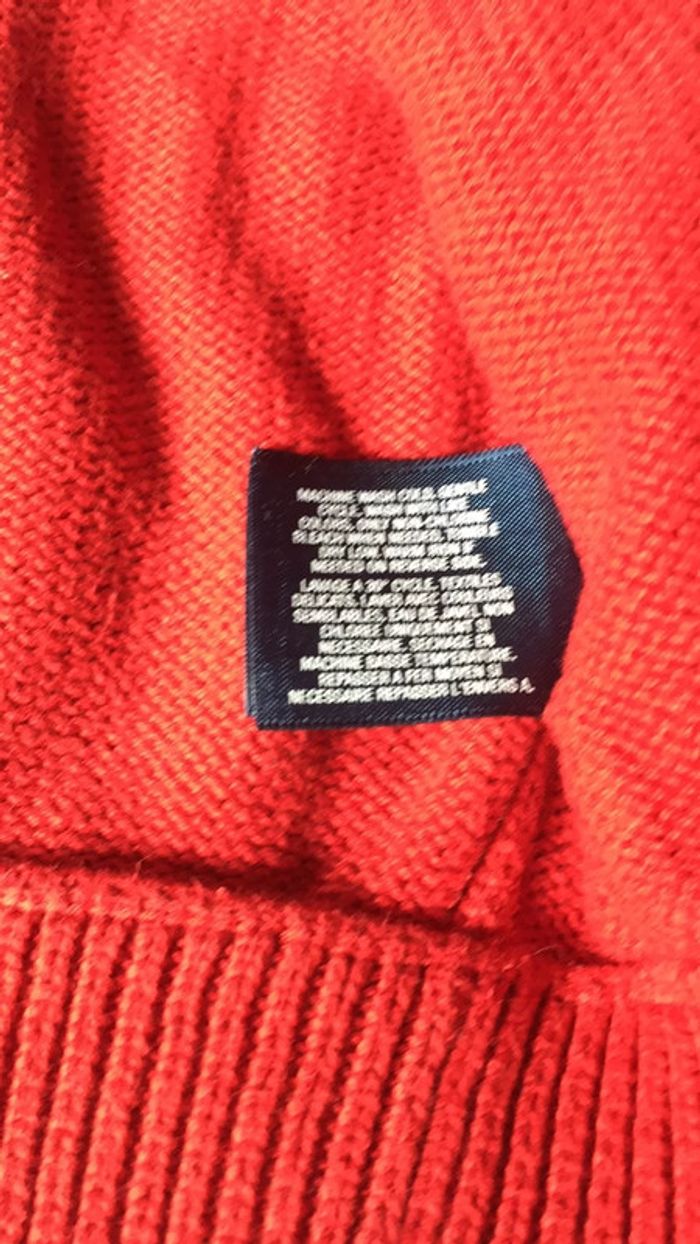 MACHINE WASH COLD, GENTLE
CYCLE, WASH WITH LIKE
COLORS, ONLY NON-CHLORINE
BLEACH WHEN NEEDED, TUMBLE
DRY LOW, WARM IRON IF
NEEDED ON REVERSE SIDE.
LAVAGE A CYCLE TEXTILES
DELICATS, LAVER AVEC COULEURS
SEMBLABLES, EAU DE JAVEL NON
CHLOREE UNIQUEMENT SI
NECESSAIRE, SECHAGE EN
MACHINE BASSE TEMPERATURE.
REPASSER A FER MOYEN SI
NECESSAIRE REPASSER L'ENVERS A.